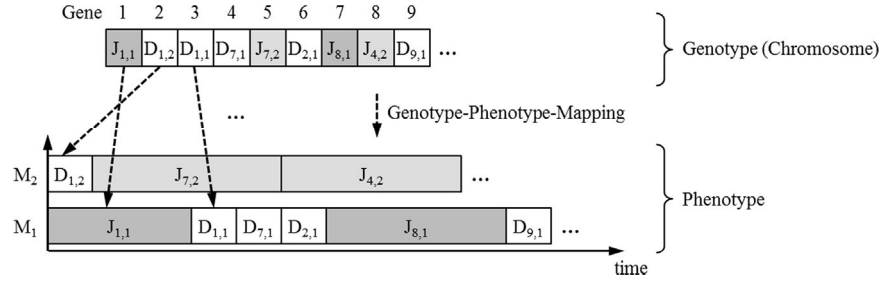 Gene 1 2 3 4 5 6 7 8 9
J1,1 D1,2 D1,1 D7,1 J7,2 D2,1 J8,1 J4,2 D9,1 ...
Genotype (Chromosome)
... Genotype-Phenotype-Mapping
M2 D1,2 J7,2 J4,2 ...
Phenotype
M1 J1,1 D1,1 D7,1 D2,1 J8,1 D9,1 ...
time